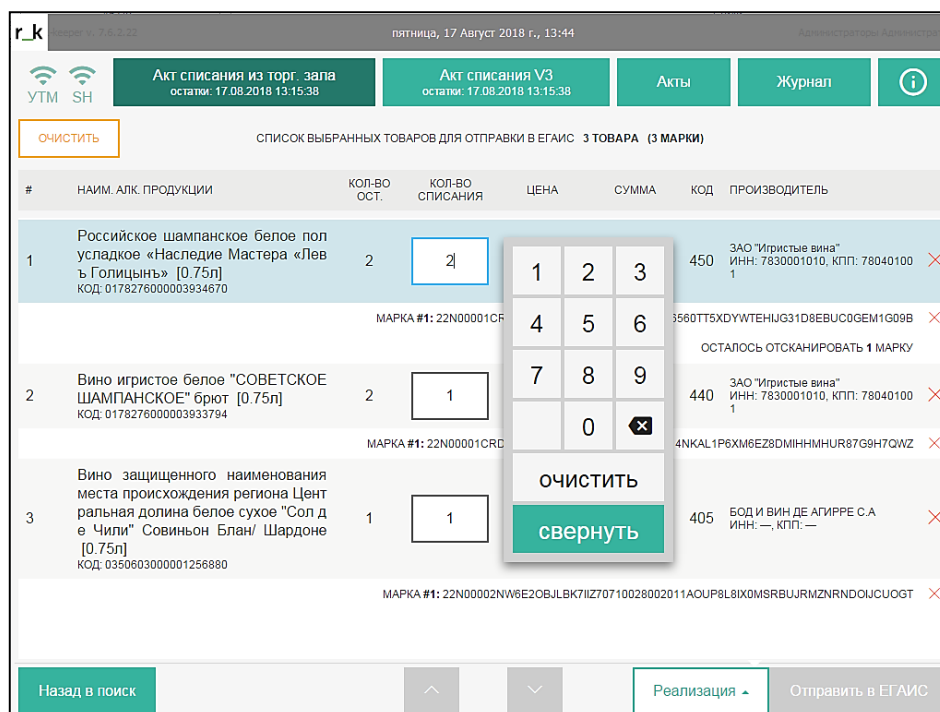 r_k
keeper v. 7.6.2.22
пятница, 17 Август 2018 г., 13:44
Администраторы Администра
УТМ SH
Акт списания из торг. зала
остатки: 17.08.2018 13:15:38
Акт списания V3
остатки: 17.08.2018 13:15:38
Акты
Журнал
ОЧИСТИТЬ
СПИСОК ВЫБРАННЫХ ТОВАРОВ ДЛЯ ОТПРАВКИ В ЕГАИС 3 ТОВАРА (3 МАРКИ)
# НАИМ. АЛК. ПРОДУКЦИИ КОЛ-ВО ОСТ. КОЛ-ВО СПИСАНИЯ ЦЕНА СУММА КОД ПРОИЗВОДИТЕЛЬ
1
Российское шампанское белое пол
усладкое «Наследие Мастера «Лев
ъ Голицынъ» [0.75л]
КОД: 0178276000003934670
2
2
450
ЗАО "Игристые вина"
ИНН: 7830001010, КПП: 78040100
1
МАРКА #1: 22N00001CR
6560TT5XDYWTEHIJG31D8EBUC0GEM1G09B
ОСТАЛОСЬ ОТСКАНИРОВАТЬ 1 МАРКУ
2
Вино игристое белое "СОВЕТСКОЕ
ШАМПАНСКОЕ" брют [0.75л]
КОД: 0178276000003933794
2
1
440
ЗАО "Игристые вина"
ИНН: 7830001010, КПП: 78040100
1
МАРКА #1: 22N00001CRD
4NKAL1P6XM6EZ8DMIHHMHUR87G9H7QWZ
3
Вино защищенного наименования
места происхождения региона Цент
ральная долина белое сухое "Сол д
е Чили" Совиньон Блан/ Шардоне
[0.75л]
КОД: 0350603000001256880
1
1
405
БОД И ВИН ДЕ АГИРРЕ С.А
ИНН: —, КПП: —
МАРКА #1: 22N00002NW6E2OBJLBK7IIZ70710028002011AOUP8L8IX0MSRBUJRMZNRNDOIJCUOGT
1 2 3
4 5 6
7 8 9
0
очистить
свернуть
Назад в поиск
Реализация
Отправить в ЕГАИС